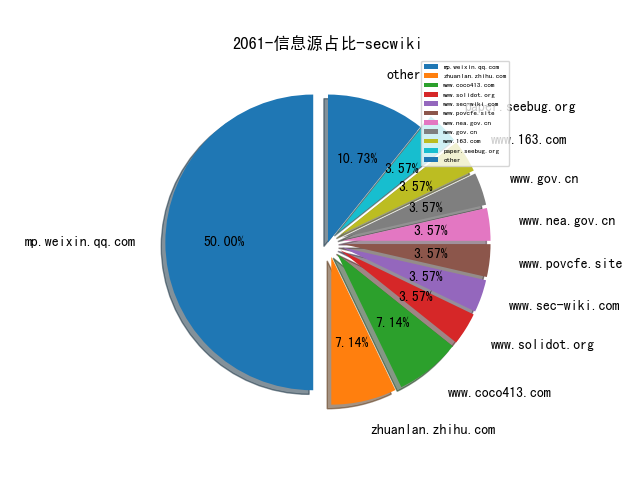 2061-信息源占比-secwiki
other
mp.weixin.qq.com
zhuanlan.zhihu.com
www.coco413.com
www.solidot.org
www.sec-wiki.com
www.povcfe.site
www.nea.gov.cn
www.gov.cn
www.163.com
paper.seebug.org
other
paper.seebug.org
www.163.com
www.gov.cn
www.nea.gov.cn
www.povcfe.site
www.sec-wiki.com
www.solidot.org
www.coco413.com
zhuanlan.zhihu.com
mp.weixin.qq.com
50.00%
10.73%
3.57%
3.57%
3.57%
3.57%
3.57%
3.57%
3.57%
7.14%
7.14%